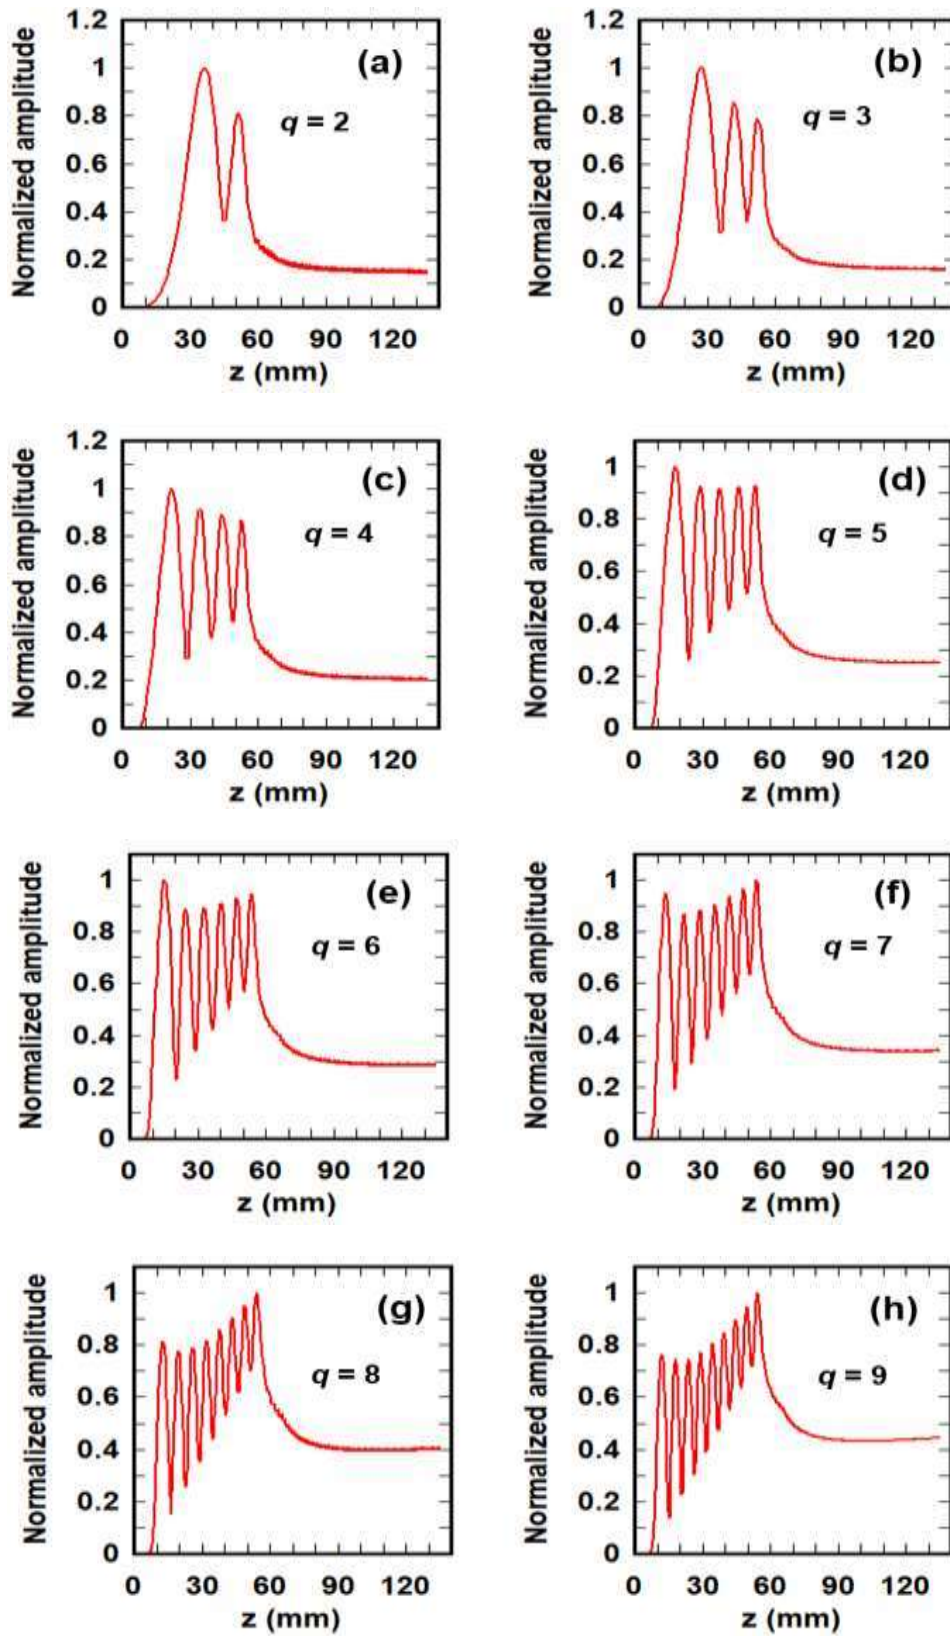 1.2
1
0.8
0.6
0.4
0.2
0
Normalized amplitude
(a)
q = 2
0 30 60 90 120
z (mm)
1.2
1
0.8
0.6
0.4
0.2
0
Normalized amplitude
(b)
q = 3
0 30 60 90 120
z (mm)
1.2
1
0.8
0.6
0.4
0.2
0
Normalized amplitude
(c)
q = 4
0 30 60 90 120
z (mm)
1
0.8
0.6
0.4
0.2
0
Normalized amplitude
(d)
q = 5
0 30 60 90 120
z (mm)
1
0.8
0.6
0.4
0.2
0
Normalized amplitude
(e)
q = 6
0 30 60 90 120
z (mm)
1
0.8
0.6
0.4
0.2
0
Normalized amplitude
(f)
q = 7
0 30 60 90 120
z (mm)
1
0.8
0.6
0.4
0.2
0
Normalized amplitude
(g)
q = 8
0 30 60 90 120
z (mm)
1
0.8
0.6
0.4
0.2
0
Normalized amplitude
(h)
q = 9
0 30 60 90 120
z (mm)